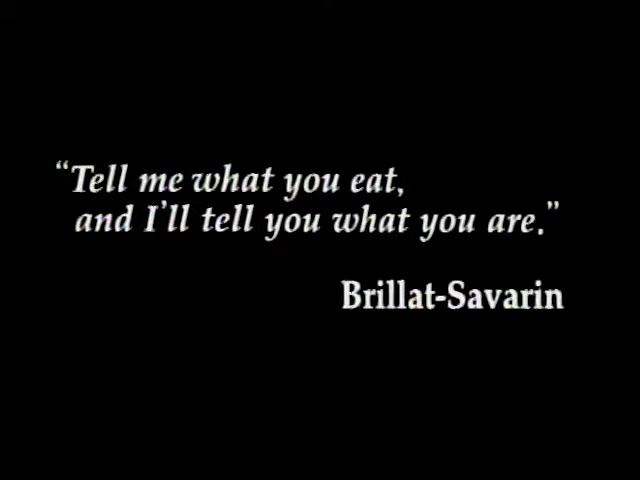 “Tell me what you eat,
and I’ll tell you what you are.”
Brillat-Savarin